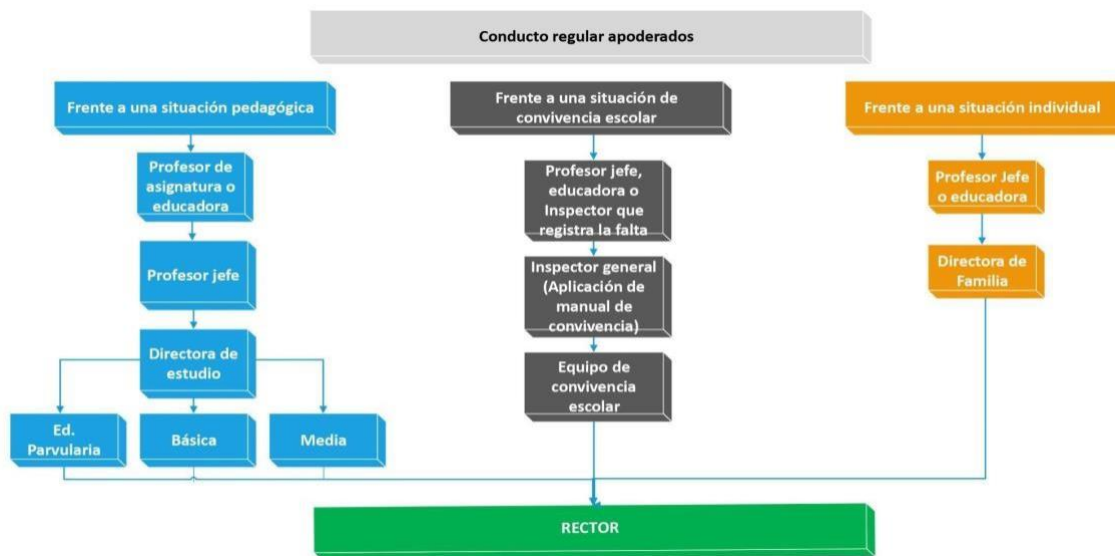 Conducto regular apoderados
Frente a una situación pedagógica
Profesor de
asignatura o
educadora
Profesor jefe
Directora de
estudio
Ed.
Parvularia
Básica
Media
Frente a una situación de
convivencia escolar
Profesor jefe,
educadora o
Inspector que
registra la falta
Inspector general
(Aplicación de
manual de
convivencia)
Equipo de
convivencia
escolar
Frente a una situación individual
Profesor Jefe
o educadora
Directora de
Familia
RECTOR